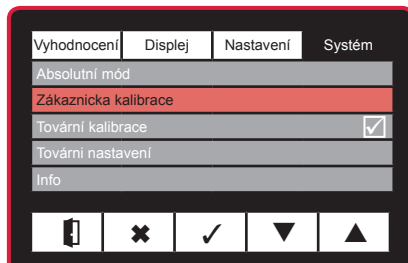 Vyhodnocení Displej Nastavení Systém
Absolutní mód
Zákaznicka kalibrace
Tovární kalibrace
Továrni nastavení
Info